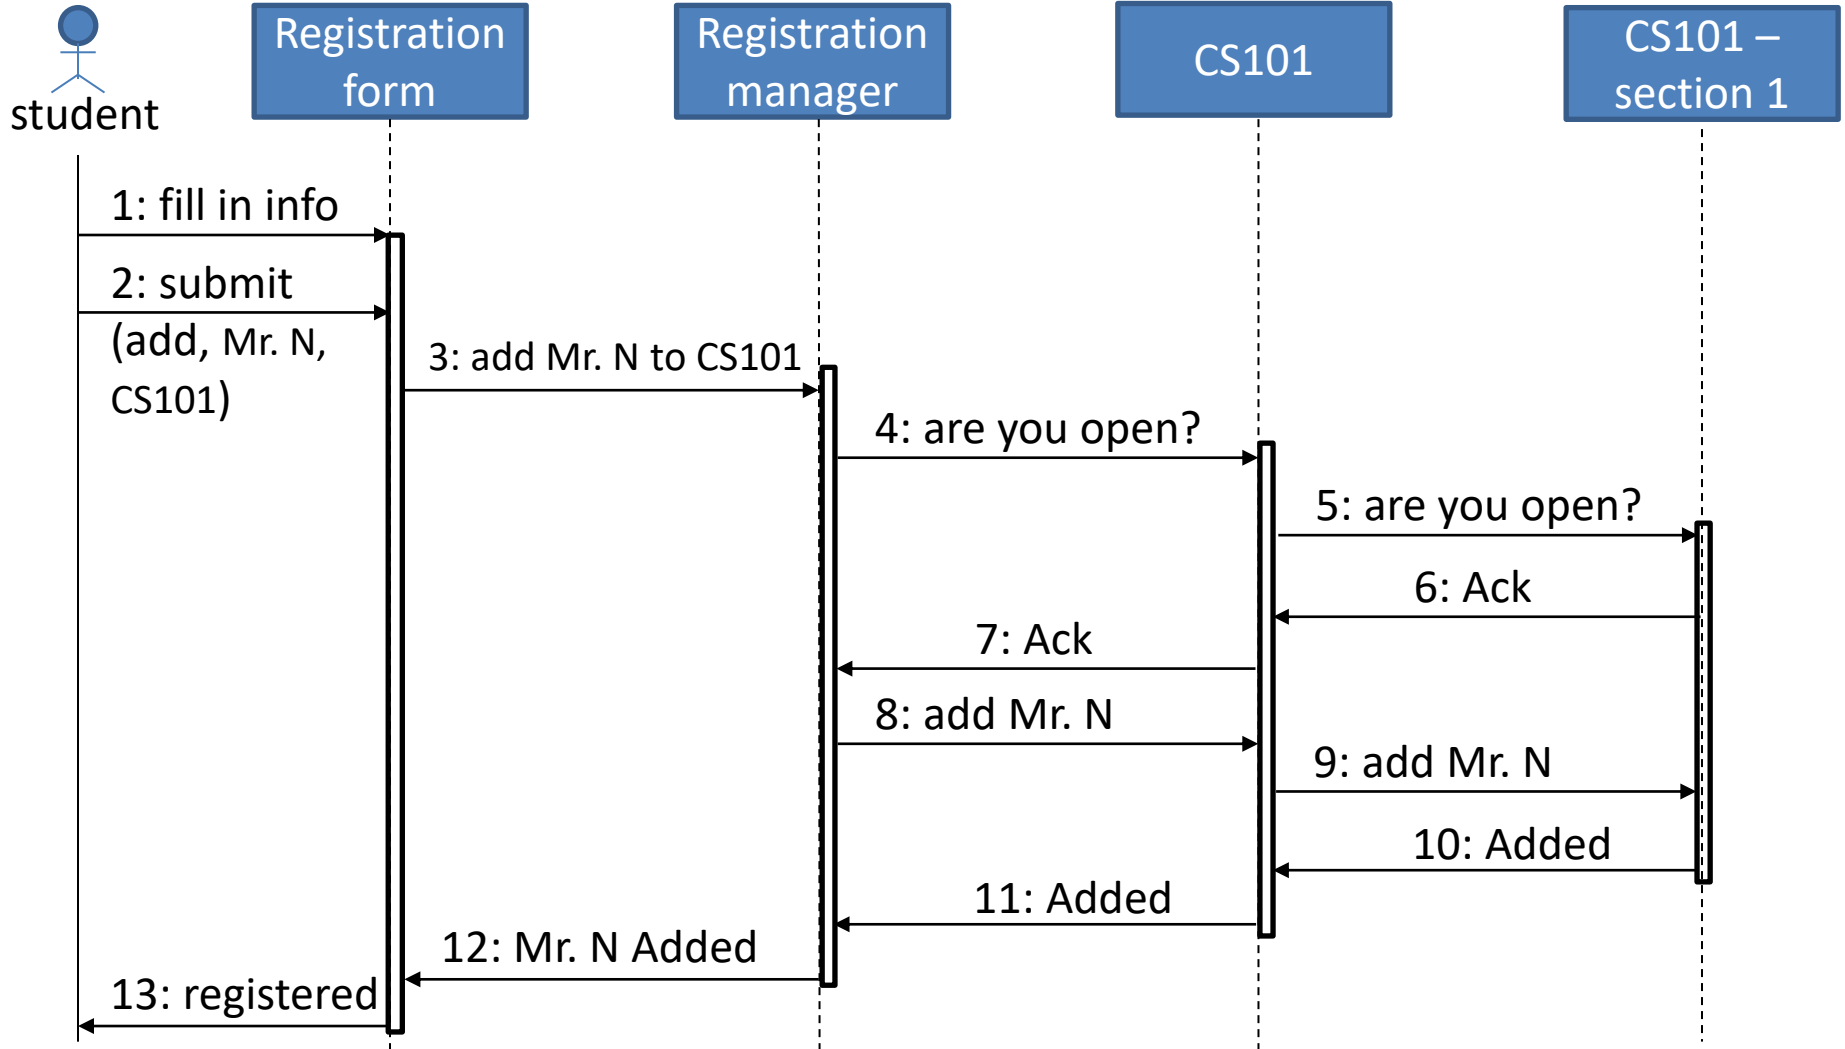 student
Registration
form
Registration
manager
CS101
CS101 –
section 1
1: fill in info
2: submit
(add, Mr. N,
CS101)
3: add Mr. N to CS101
4: are you open?
5: are you open?
6: Ack
7: Ack
8: add Mr. N
9: add Mr. N
10: Added
11: Added
12: Mr. N Added
13: registered